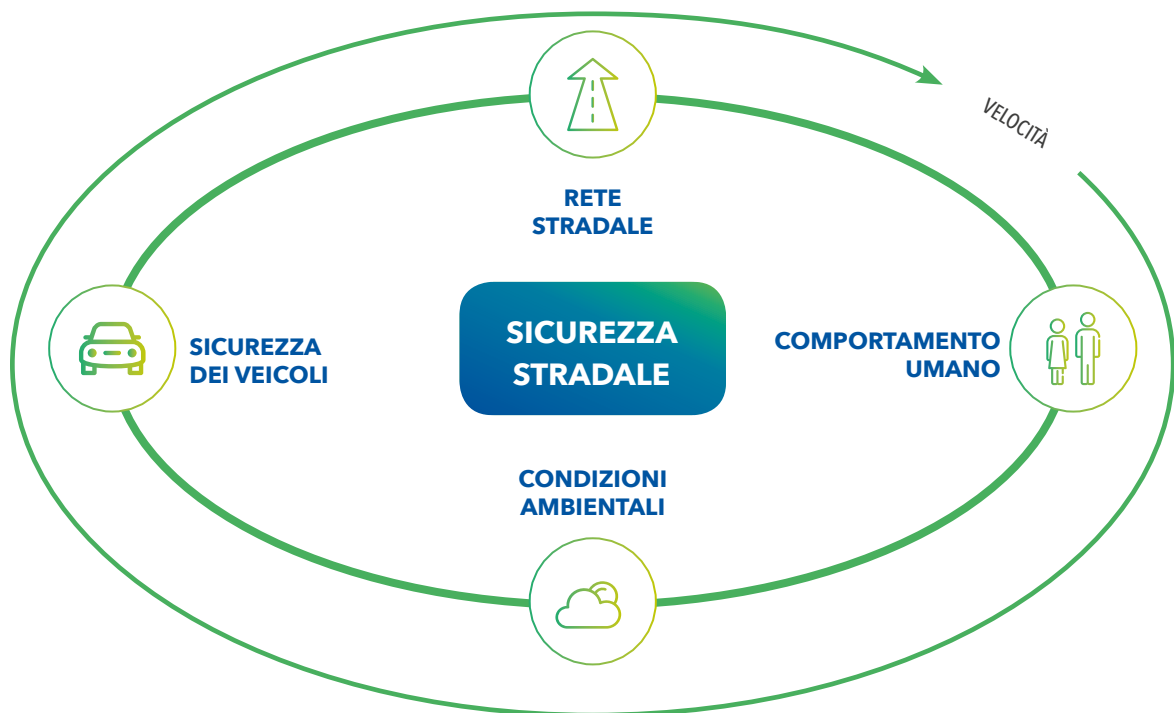 VELOCITÀ
RETE
STRADALE
SICUREZZA
DEI VEICOLI
SICUREZZA
STRADALE
COMPORTAMENTO
UMANO
CONDIZIONI
AMBIENTALI